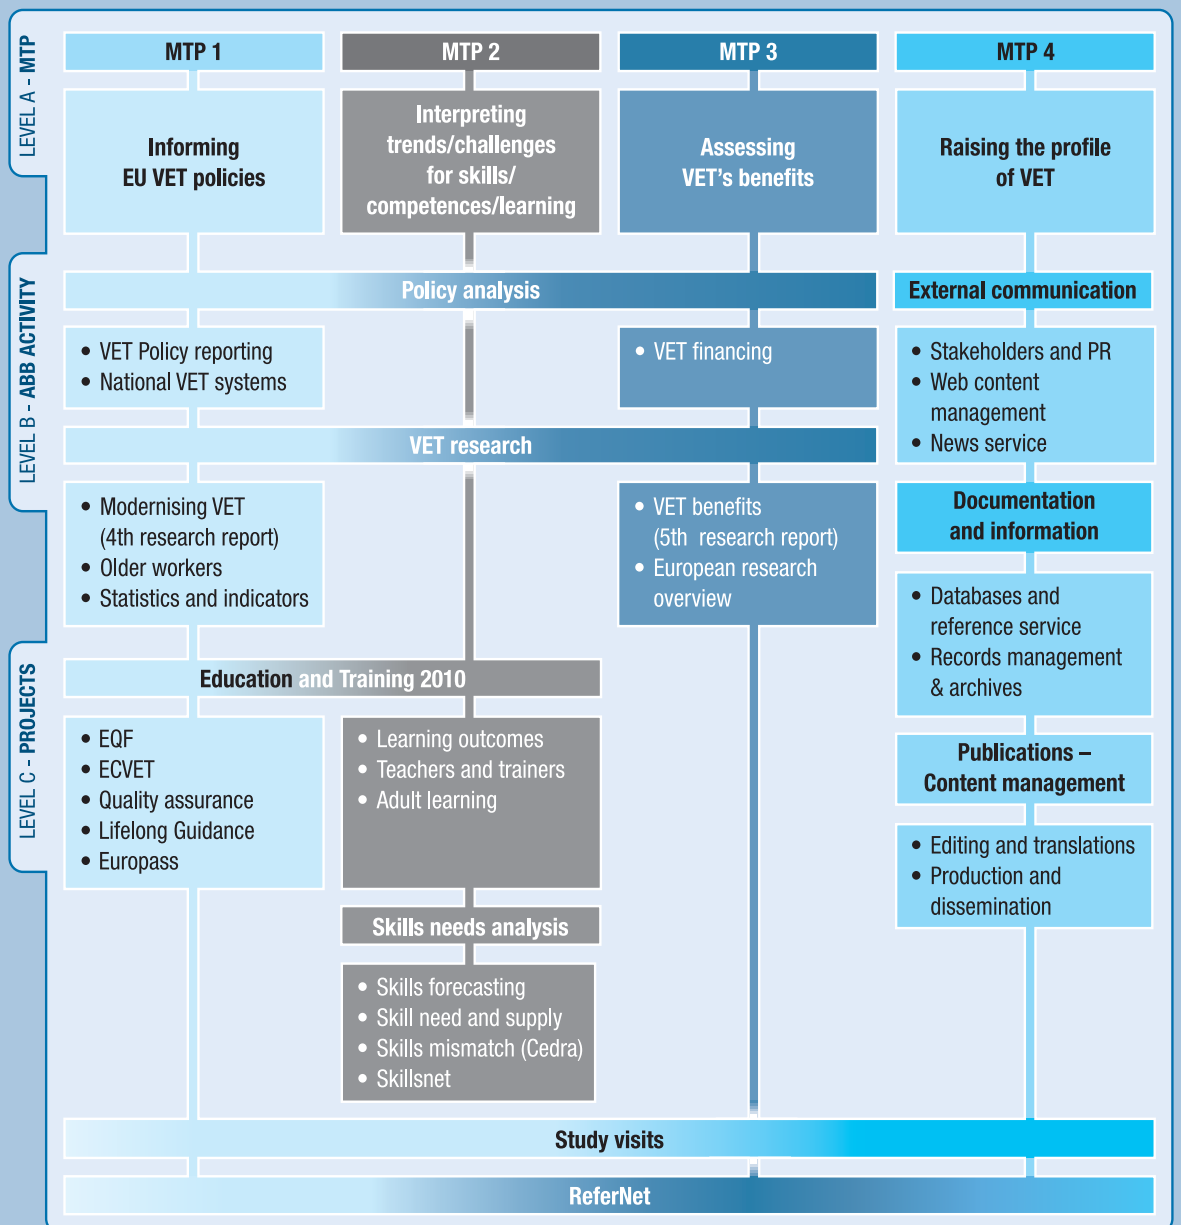 LEVEL A - MTP
MTP 1
MTP 2
MTP 3
MTP 4
Informing
EU VET policies
Interpreting
trends/challenges
for skills/
competences/learning
Assessing
VET's benefits
Raising the profile
of VET
LEVEL B - ABB ACTIVITY
Policy analysis
External communication
• VET Policy reporting
• National VET systems
• VET financing
• Stakeholders and PR
• Web content
management
• News service
VET research
• Modernising VET
(4th research report)
• Older workers
• Statistics and indicators
• VET benefits
(5th research report)
• European research
overview
Documentation
and information
• Databases and
reference service
• Records management
& archives
LEVEL C - PROJECTS
Education and Training 2010
• EQF
• ECVET
• Quality assurance
• Lifelong Guidance
• Europass
• Learning outcomes
• Teachers and trainers
• Adult learning
Publications –
Content management
• Editing and translations
• Production and
dissemination
Skills needs analysis
• Skills forecasting
• Skill need and supply
• Skills mismatch (Cedra)
• Skillsnet
Study visits
ReferNet